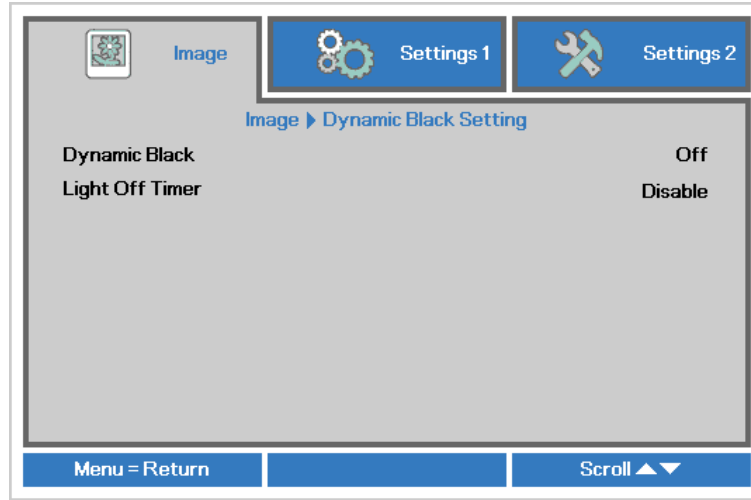 Image
Settings 1
Settings 2
Image ▶ Dynamic Black Setting
Dynamic Black Off
Light Off Timer Disable
Menu = Return
Scroll ▲▼